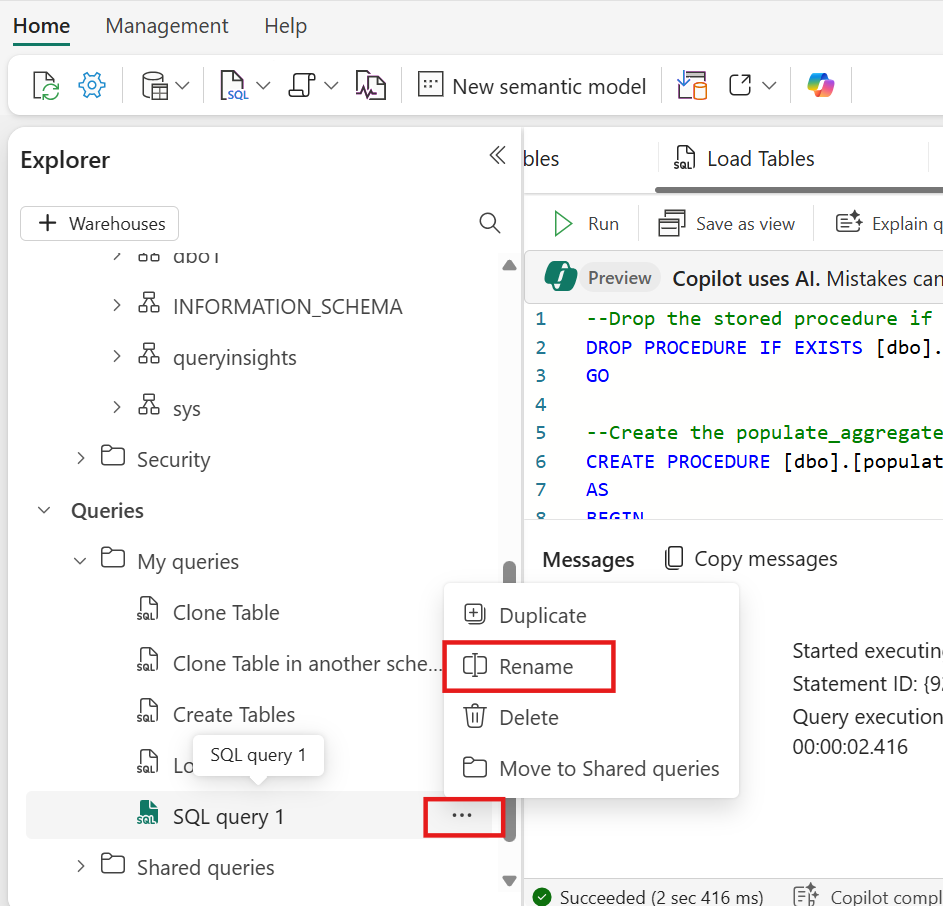 Home Management Help
SQL New semantic model
Explorer
Warehouses
dbo1
INFORMATION_SCHEMA
queryinsights
sys
Security
Queries
My queries
SQL Clone Table
SQL Clone Table in another sche...
SQL Create Tables
SQL Lo
SQL query 1
SQL SQL query 1
...
Shared queries
bles
SQL Load Tables
Run Save as view Explain q
Preview Copilot uses AI. Mistakes can
1 --Drop the stored procedure if
2 DROP PROCEDURE IF EXISTS [dbo].
3 GO
4
5 --Create the populate_aggregate
6 CREATE PROCEDURE [dbo].[populat
7 AS
8 BEGIN
Messages Copy messages
Duplicate
Rename
Delete
Move to Shared queries
Started executin
Statement ID: {92
Query execution
00:00:02.416
Succeeded (2 sec 416 ms) Copilot compl